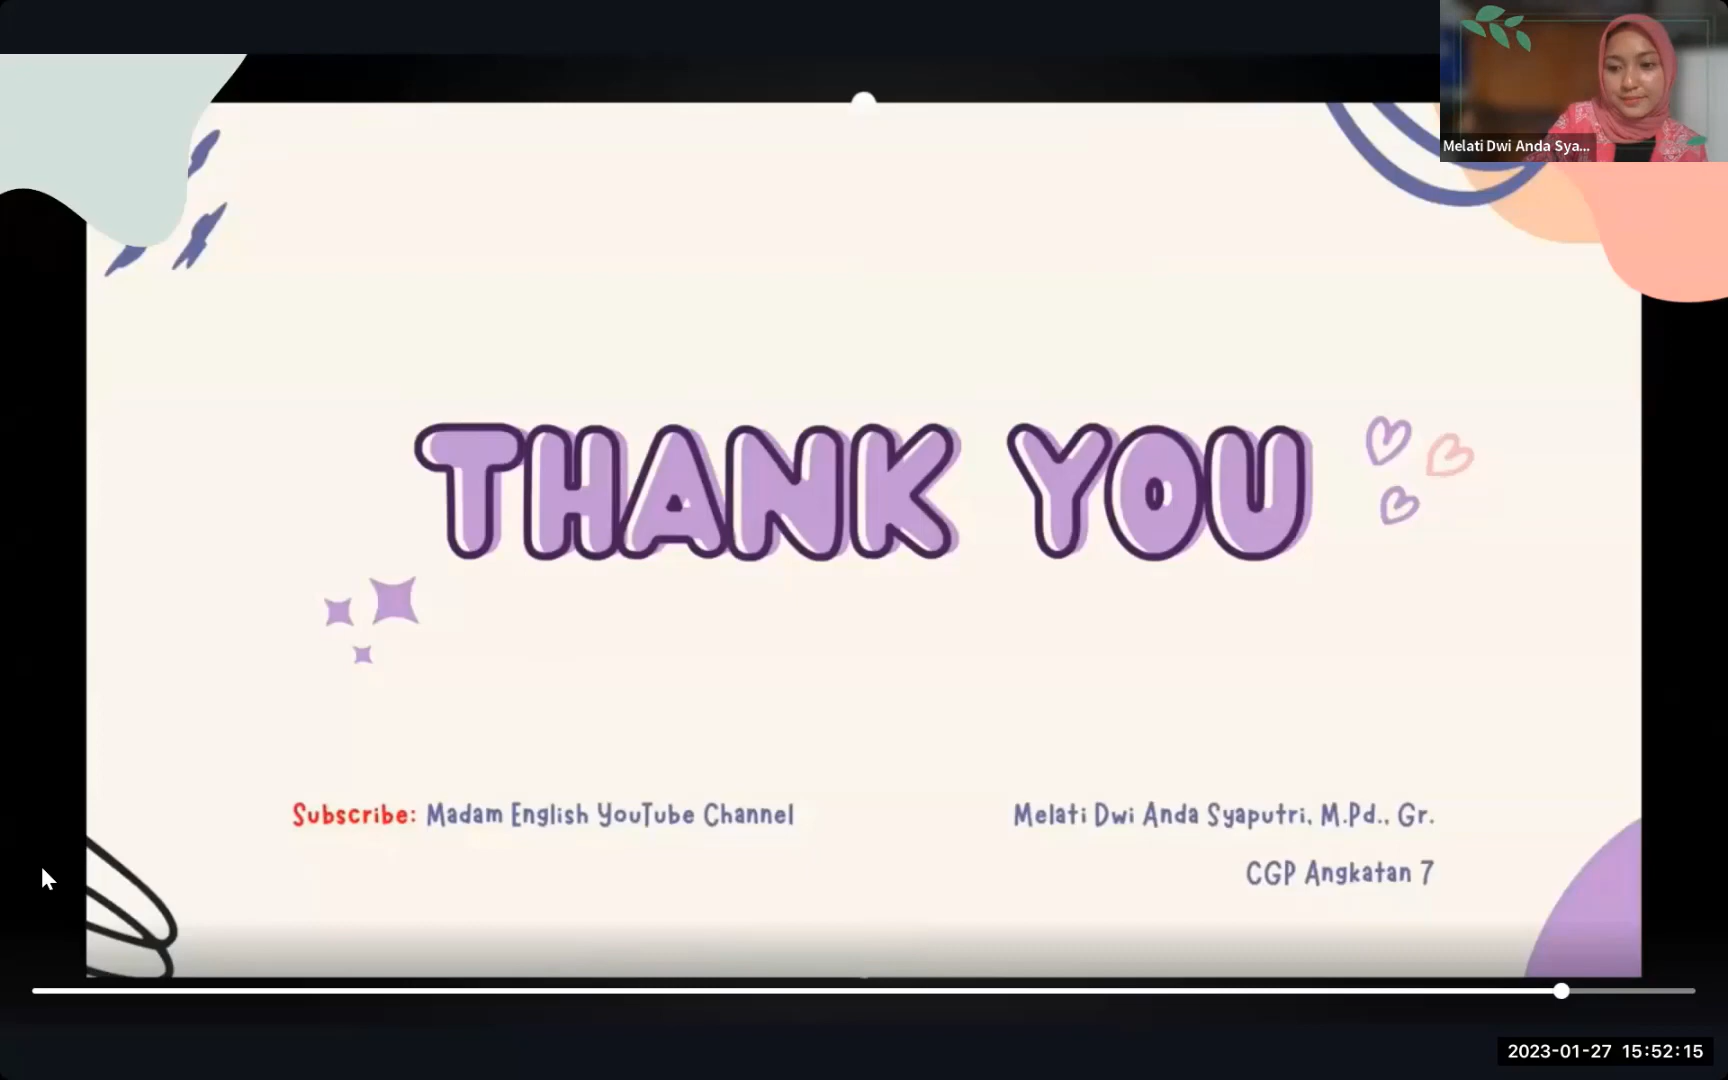 Melati Dwi Anda Sya...
THANK YOU
Subscribe: Madam English YouTube Channel
Melati Dwi Anda Syaputri, M.Pd., Gr.
CGP Angkatan 7
2023-01-27 15:52:15